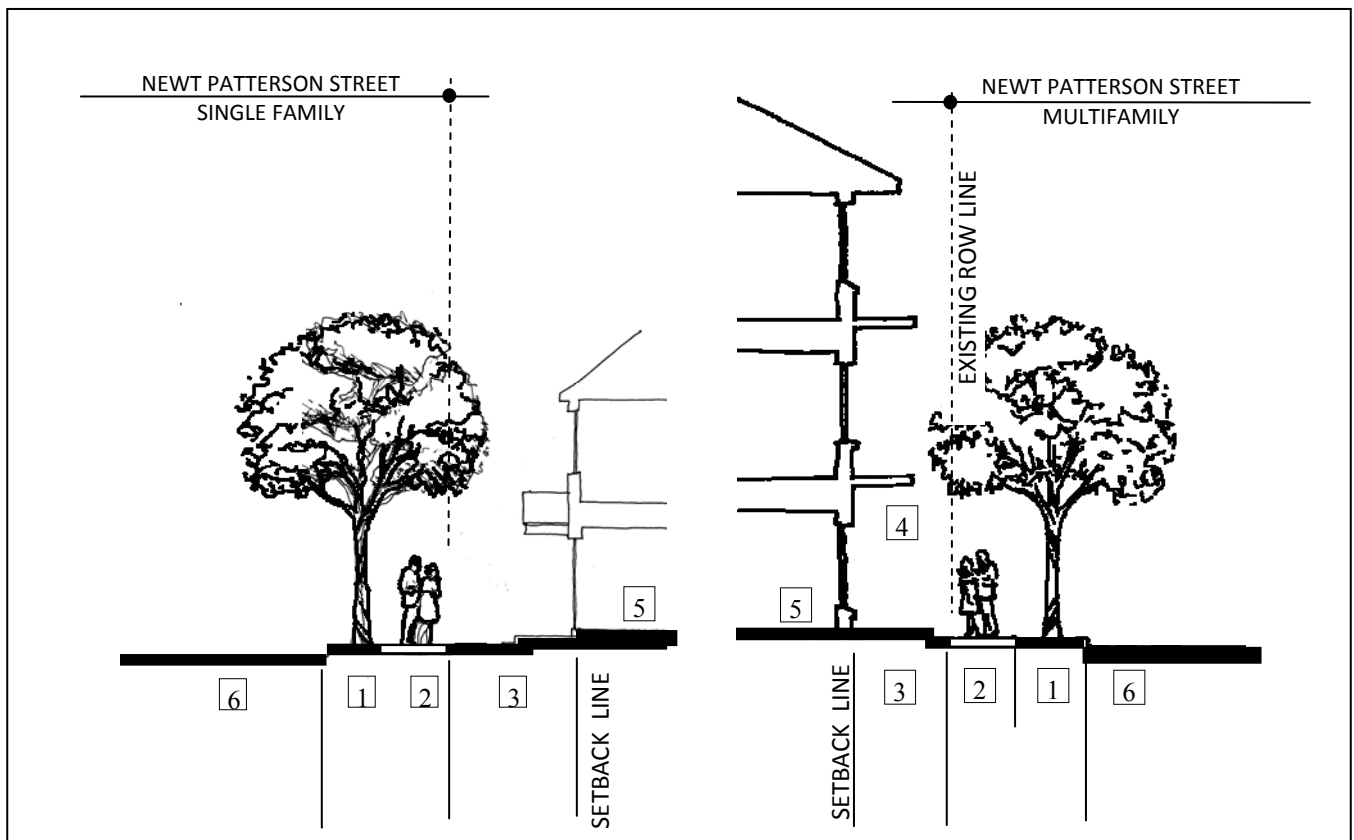 NEWT PATTERSON STREET
SINGLE FAMILY
NEWT PATTERSON STREET
MULTIFAMILY
EXISTING ROW LINE
4
5
5
6
1
2
3
SETBACK LINE
SETBACK LINE
3
2
1
6